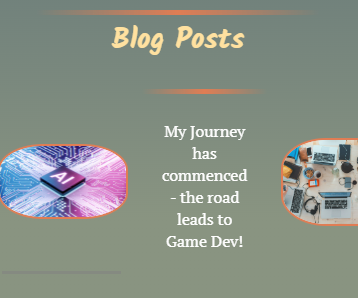 Blog Posts
AI
My Journey
has
commenced
- the road
leads to
Game Dev!